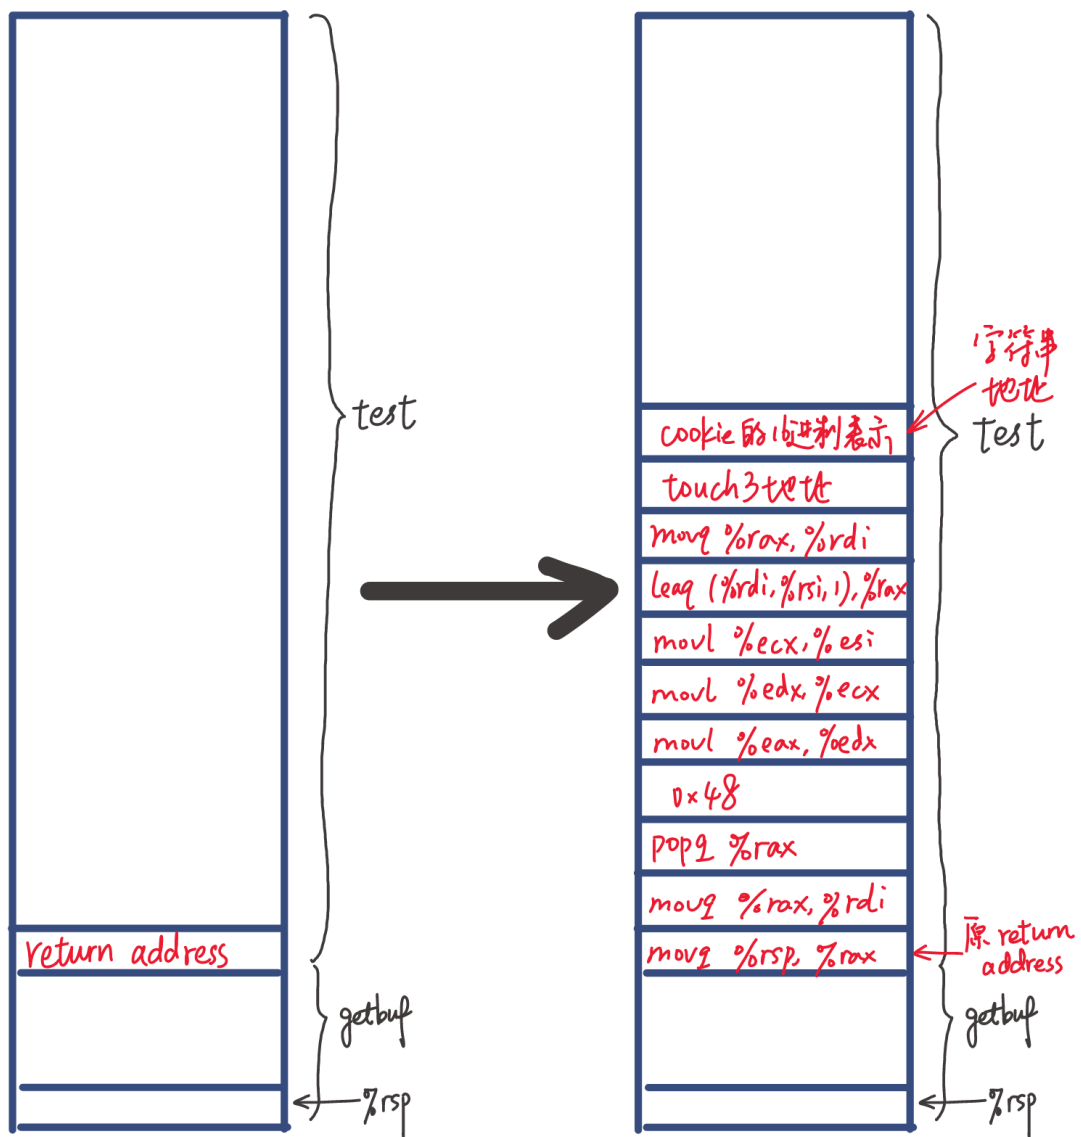 test
return address
getbuf
%rsp
字符串
地址
cookie的16进制表示
test
touch3地址
movq %rax, %rdi
leaq (%rdi, %rsi, 1), %rax
movl %ecx, %esi
movl %edx, %ecx
movl %eax, %edx
0x48
popq %rax
movq %rax, %rdi
movq %rsp, %rax
原 return
address
getbuf
%rsp